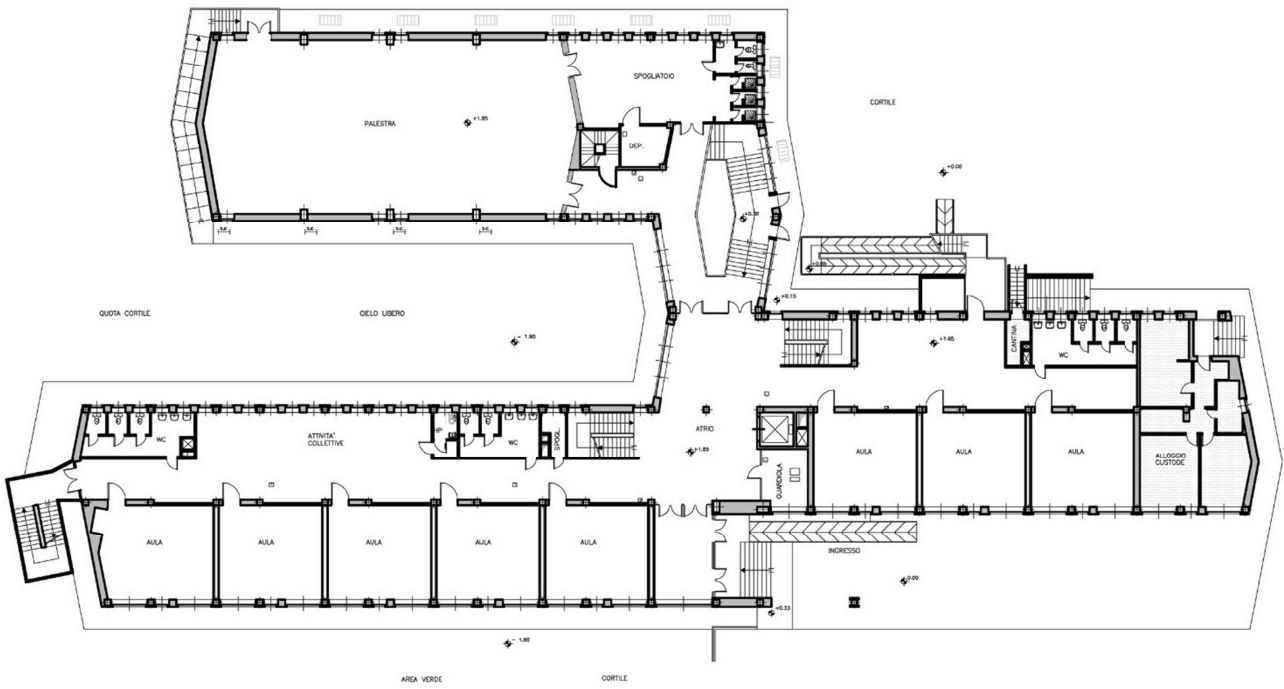 SPOGLIATOIO
CORTILE
PALESTRA
+1.85
DEP.
+0.00
+0.35
+0.15
QUOTA CORTILE
CIELO LIBERO
- 1.90
+1.65
CANTINA
WC
WC
ATTIVITA'
COLLETTIVE
WC
SPOGL.
ATRIO
+1.85
GUARDIOLA
AULA
AULA
AULA
ALLOGGIO
CUSTODE
AULA
AULA
AULA
AULA
AULA
INGRESSO
0.00
+0.33
- 1.90
AREA VERDE
CORTILE